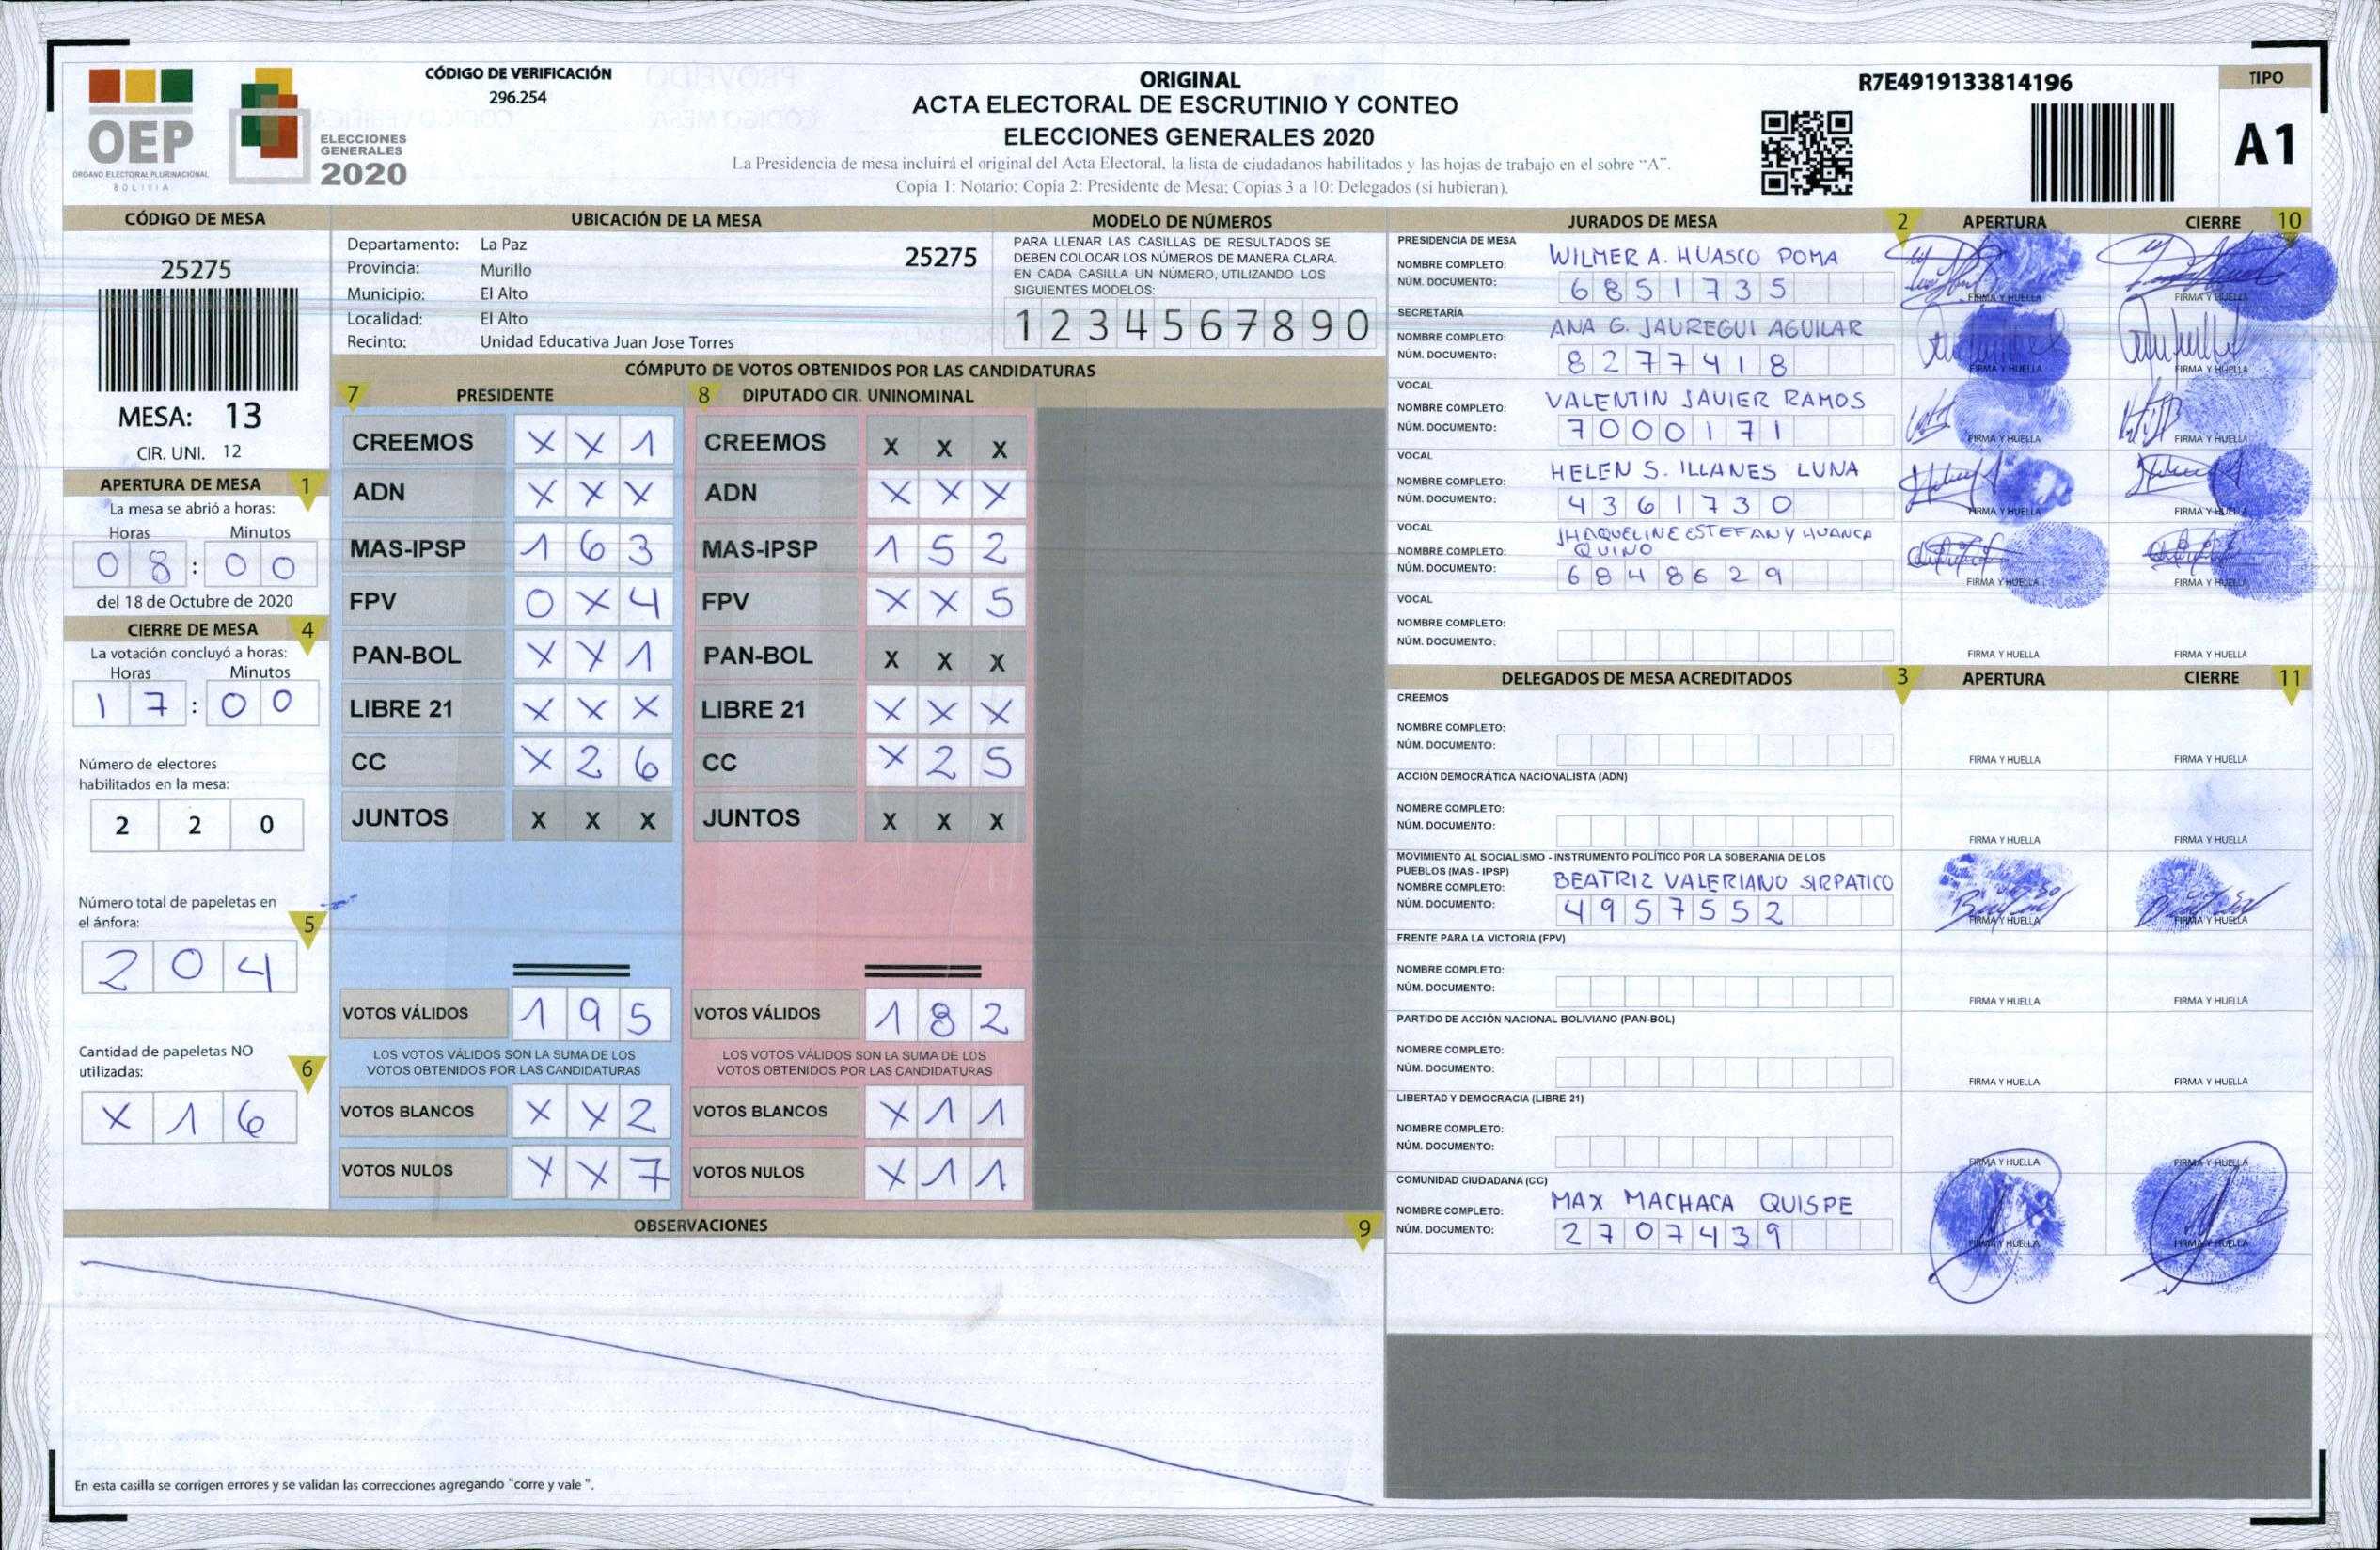 OEP
ÓRGANO ELECTORAL PLURINACIONAL
BOLIVIA
ELECCIONES
GENERALES
2020
CÓDIGO DE VERIFICACIÓN
296.254
ORIGINAL
ACTA ELECTORAL DE ESCRUTINIO Y CONTEO
ELECCIONES GENERALES 2020
La Presidencia de mesa incluirá el original del Acta Electoral, la lista de ciudadanos habilitados y las hojas de trabajo en el sobre "A".
Copia 1: Notario; Copia 2: Presidente de Mesa; Copias 3 a 10: Delegados (si hubieran).
R7E4919133814196
TIPO
A1
CÓDIGO DE MESA
25275
MESA: 13
CIR. UNI. 12
UBICACIÓN DE LA MESA
Departamento: La Paz
25275
Provincia: Murillo
Municipio: El Alto
Localidad: El Alto
Recinto: Unidad Educativa Juan Jose Torres
MODELO DE NÚMEROS
PARA LLENAR LAS CASILLAS DE RESULTADOS SE
DEBEN COLOCAR LOS NÚMEROS DE MANERA CLARA.
EN CADA CASILLA UN NÚMERO, UTILIZANDO LOS
SIGUIENTES MODELOS:
1 2 3 4 5 6 7 8 9 0
APERTURA DE MESA 1
La mesa se abrió a horas:
Horas Minutos
0 8 : 0 0
del 18 de Octubre de 2020
CIERRE DE MESA 4
La votación concluyó a horas:
Horas Minutos
1 7 : 0 0
Número de electores
habilitados en la mesa:
2 2 0
Número total de papeletas en
el ánfora: 5
2 0 4
Cantidad de papeletas NO
utilizadas: 6
X 1 6
CÓMPUTO DE VOTOS OBTENIDOS POR LAS CANDIDATURAS
7 PRESIDENTE 8 DIPUTADO CIR. UNINOMINAL
CREEMOS X X 1 CREEMOS X X X
ADN X X X ADN X X X
MAS-IPSP 1 6 3 MAS-IPSP 1 5 2
FPV 0 X 4 FPV X X 5
PAN-BOL X X 1 PAN-BOL X X X
LIBRE 21 X X X LIBRE 21 X X X
CC X 2 6 CC X 2 5
JUNTOS X X X JUNTOS X X X
VOTOS VÁLIDOS 1 9 5 VOTOS VÁLIDOS 1 8 2
LOS VOTOS VÁLIDOS SON LA SUMA DE LOS LOS VOTOS VÁLIDOS SON LA SUMA DE LOS
VOTOS OBTENIDOS POR LAS CANDIDATURAS VOTOS OBTENIDOS POR LAS CANDIDATURAS
VOTOS BLANCOS X X 2 VOTOS BLANCOS X 1 1
VOTOS NULOS X X 7 VOTOS NULOS X 1 1
OBSERVACIONES 9
En esta casilla se corrigen errores y se validan las correcciones agregando "corre y vale".
JURADOS DE MESA 2 APERTURA CIERRE 10
PRESIDENCIA DE MESA
NOMBRE COMPLETO: WILMER A. HUASCO POMA
NÚM. DOCUMENTO: 6851735
FIRMA Y HUELLA FIRMA Y HUELLA
SECRETARÍA
NOMBRE COMPLETO: ANA G. JAUREGUI AGUILAR
NÚM. DOCUMENTO: 8277418
FIRMA Y HUELLA FIRMA Y HUELLA
VOCAL
NOMBRE COMPLETO: VALENTIN JAVIER RAMOS
NÚM. DOCUMENTO: 7000171
FIRMA Y HUELLA FIRMA Y HUELLA
VOCAL
NOMBRE COMPLETO: HELEN S. ILLANES LUNA
NÚM. DOCUMENTO: 4361730
FIRMA Y HUELLA FIRMA Y HUELLA
VOCAL
NOMBRE COMPLETO: JHAQUELINE ESTEFANY HUANCA
QUINO
NÚM. DOCUMENTO: 6848629
FIRMA Y HUELLA FIRMA Y HUELLA
VOCAL
NOMBRE COMPLETO:
NÚM. DOCUMENTO:
FIRMA Y HUELLA FIRMA Y HUELLA
DELEGADOS DE MESA ACREDITADOS 3 APERTURA CIERRE 11
CREEMOS
NOMBRE COMPLETO:
NÚM. DOCUMENTO:
FIRMA Y HUELLA FIRMA Y HUELLA
ACCIÓN DEMOCRÁTICA NACIONALISTA (ADN)
NOMBRE COMPLETO:
NÚM. DOCUMENTO:
FIRMA Y HUELLA FIRMA Y HUELLA
MOVIMIENTO AL SOCIALISMO - INSTRUMENTO POLÍTICO POR LA SOBERANIA DE LOS
PUEBLOS (MAS - IPSP)
NOMBRE COMPLETO: BEATRIZ VALERIANO SIRPATICO
NÚM. DOCUMENTO: 4957552
FIRMA Y HUELLA FIRMA Y HUELLA
FRENTE PARA LA VICTORIA (FPV)
NOMBRE COMPLETO:
NÚM. DOCUMENTO:
FIRMA Y HUELLA FIRMA Y HUELLA
PARTIDO DE ACCIÓN NACIONAL BOLIVIANO (PAN-BOL)
NOMBRE COMPLETO:
NÚM. DOCUMENTO:
FIRMA Y HUELLA FIRMA Y HUELLA
LIBERTAD Y DEMOCRACIA (LIBRE 21)
NOMBRE COMPLETO:
NÚM. DOCUMENTO:
FIRMA Y HUELLA FIRMA Y HUELLA
COMUNIDAD CIUDADANA (CC)
NOMBRE COMPLETO: MAX MACHACA QUISPE
NÚM. DOCUMENTO: 2707439
FIRMA Y HUELLA FIRMA Y HUELLA